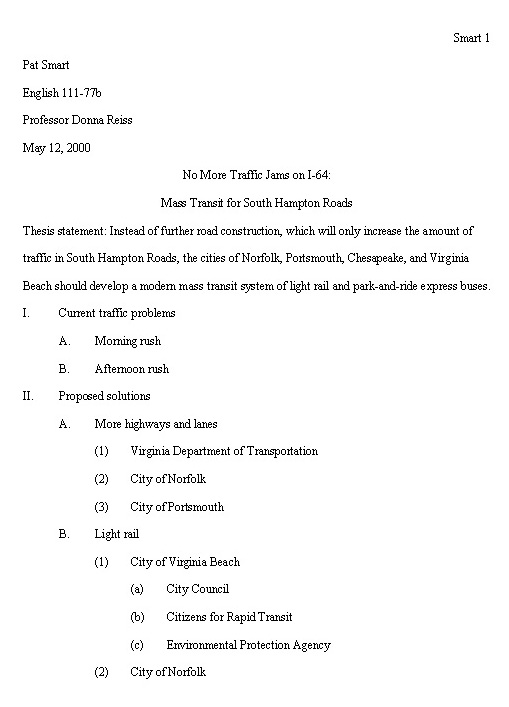 Smart 1
Pat Smart
English 111-77b
Professor Donna Reiss
May 12, 2000
No More Traffic Jams on I-64:
Mass Transit for South Hampton Roads
Thesis statement: Instead of further road construction, which will only increase the amount of
traffic in South Hampton Roads, the cities of Norfolk, Portsmouth, Chesapeake, and Virginia
Beach should develop a modern mass transit system of light rail and park-and-ride express buses.
I. Current traffic problems
A. Morning rush
B. Afternoon rush
II. Proposed solutions
A. More highways and lanes
(1) Virginia Department of Transportation
(2) City of Norfolk
(3) City of Portsmouth
B. Light rail
(1) City of Virginia Beach
(a) City Council
(b) Citizens for Rapid Transit
(c) Environmental Protection Agency
(2) City of Norfolk